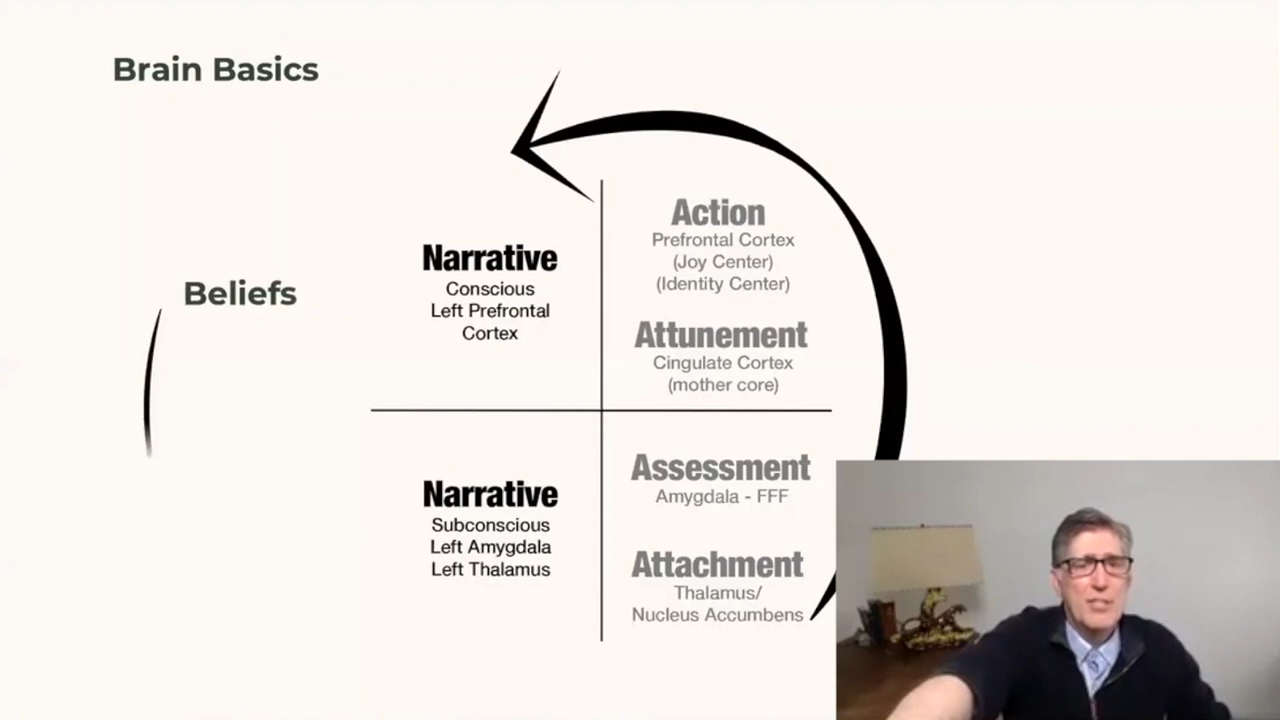 Brain Basics
Beliefs
Narrative
Conscious
Left Prefrontal
Cortex
Action
Prefrontal Cortex
(Joy Center)
(Identity Center)
Attunement
Cingulate Cortex
(mother core)
Narrative
Subconscious
Left Amygdala
Left Thalamus
Assessment
Amygdala - FFF
Attachment
Thalamus/
Nucleus Accumbens